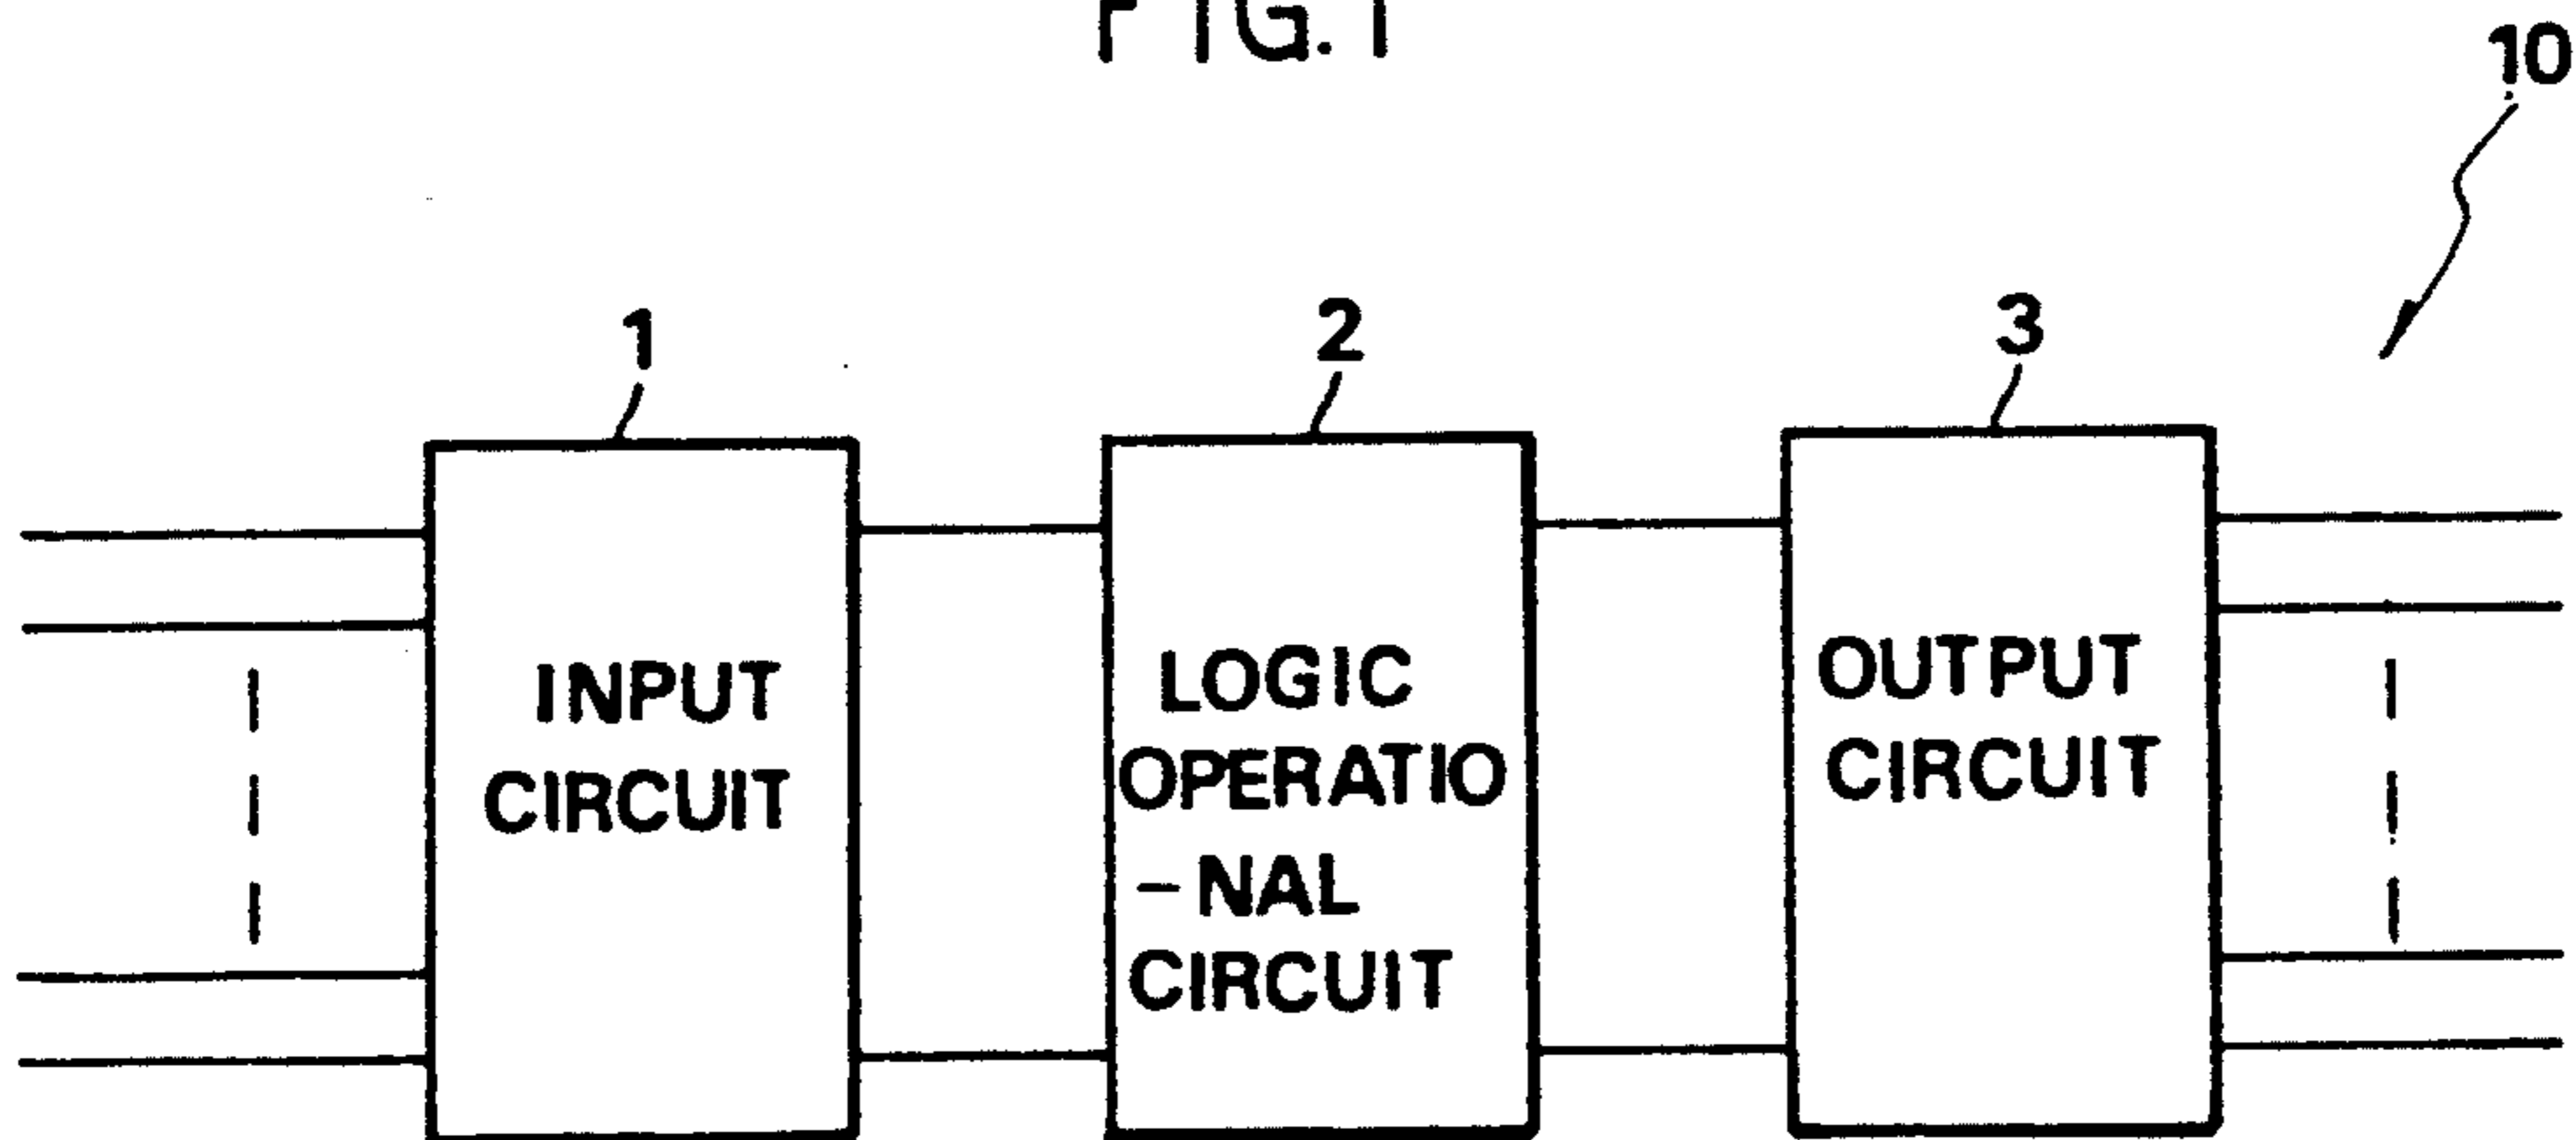 FIG. 1
10
1
2
3
INPUT
CIRCUIT
LOGIC
OPERATIO
-NAL
CIRCUIT
OUTPUT
CIRCUIT